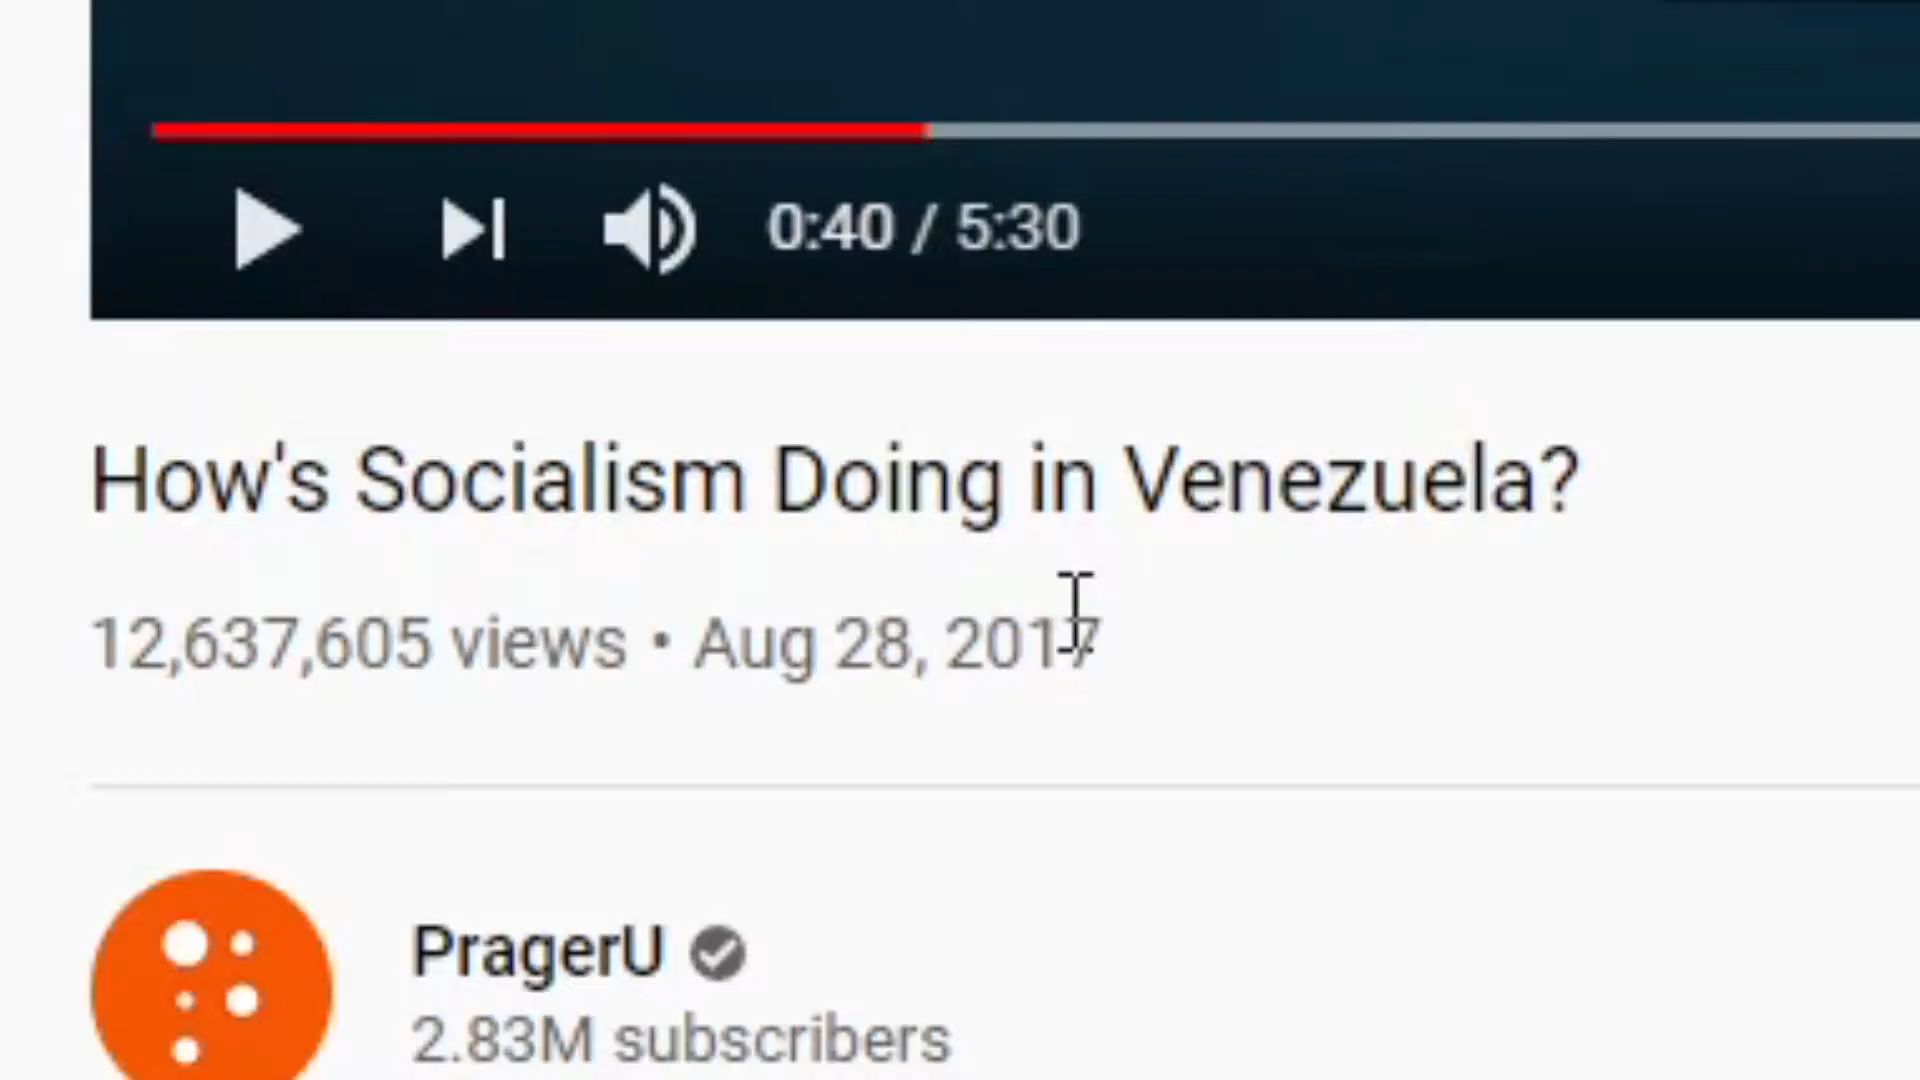 0:40 / 5:30
How's Socialism Doing in Venezuela?
12,637,605 views • Aug 28, 2017
PragerU
2.83M subscribers